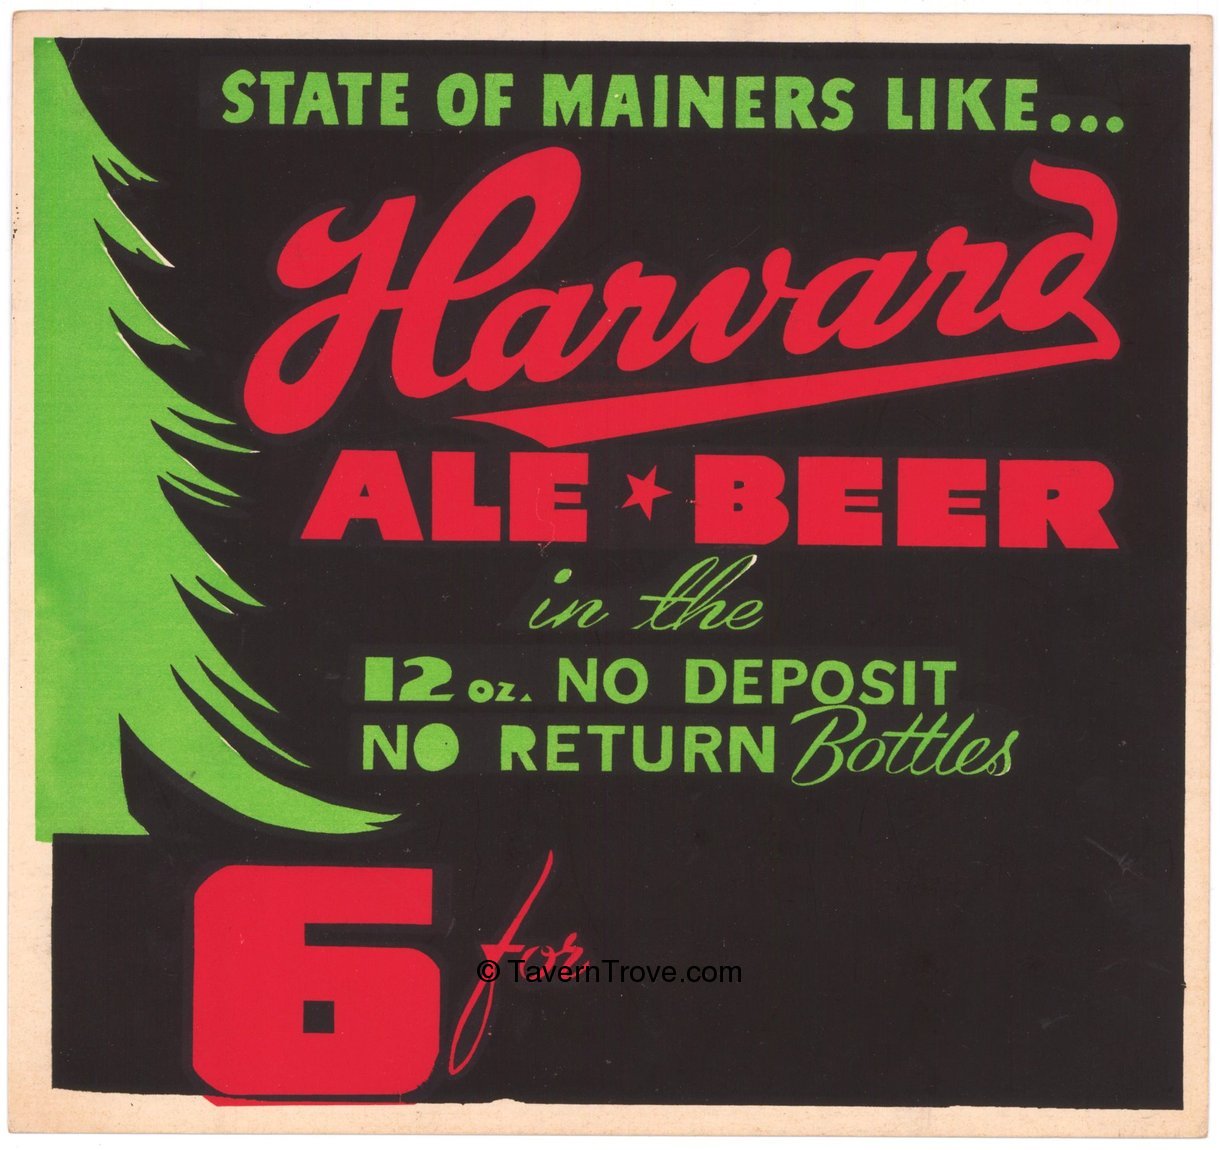 STATE OF MAINERS LIKE...
Harvard
ALE ★ BEER
in the
12 oz. NO DEPOSIT
NO RETURN Bottles
6 for
© TavernTrove.com